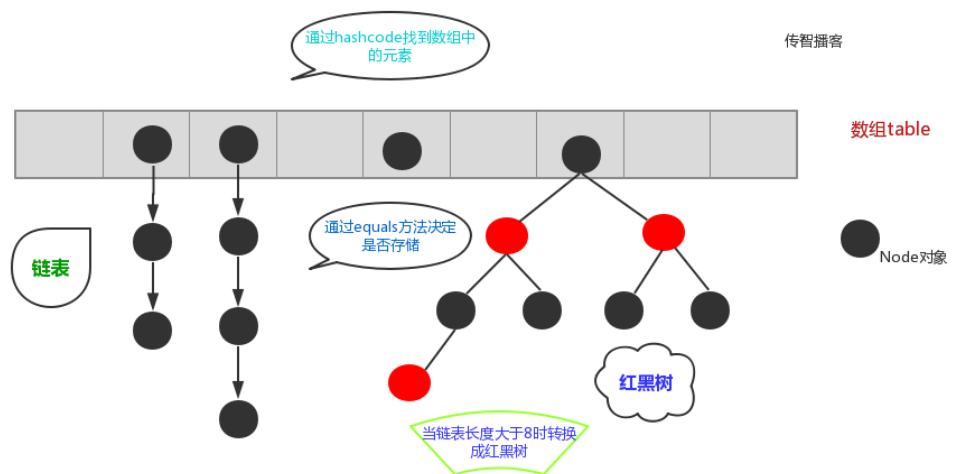 通过hashcode找到数组中
的元素
传智播客
数组table
通过equals方法决定
是否存储
链表
Node对象
红黑树
当链表长度大于8时转换
成红黑树